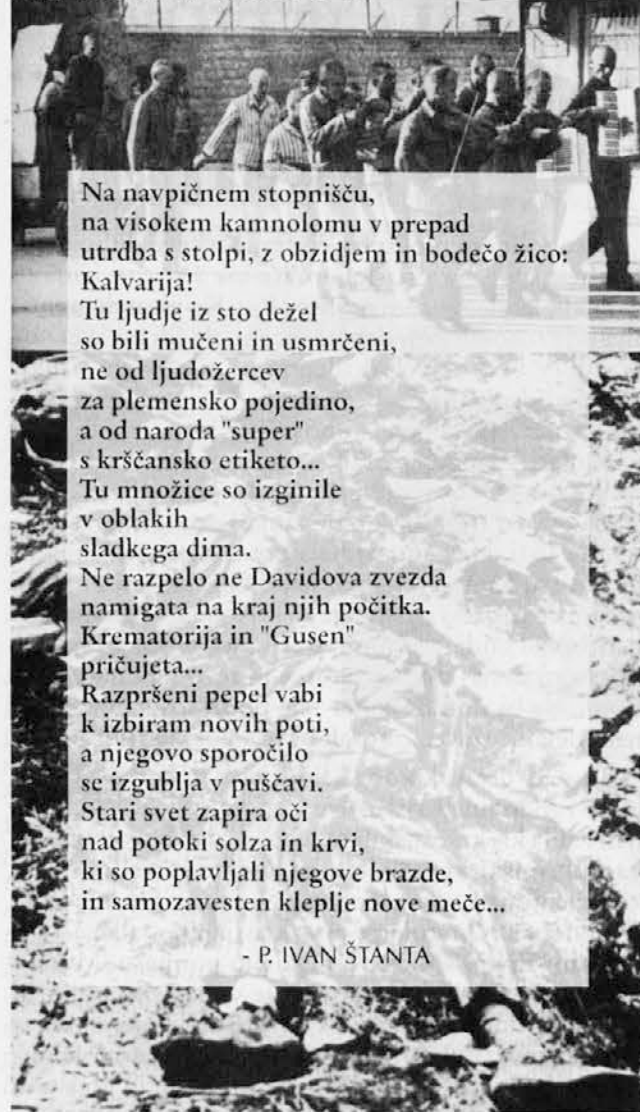 Na navpičnem stopnišču,
na visokem kamnolomu v prepad
utrdba s stolpi, z obzidjem in bodečo žico:
Kalvarija!
Tu ljudje iz sto dežel
so bili mučeni in usmrčeni,
ne od ljudožercev
za plemensko pojedino,
a od naroda "super"
s krščansko etiketo...
Tu množice so izginile
v oblakih
sladkega dima.
Ne razpelo ne Davidova zvezda
namigata na kraj njih počitka.
Krematorija in "Gusen"
pričujeta...
Razpršeni pepel vabi
k izbiram novih poti,
a njegovo sporočilo
se izgublja v puščavi.
Stari svet zapira oči
nad potoki solza in krvi,
ki so poplavljali njegove brazde,
in samozavesten kleplje nove meče...
- P. IVAN ŠTANTA